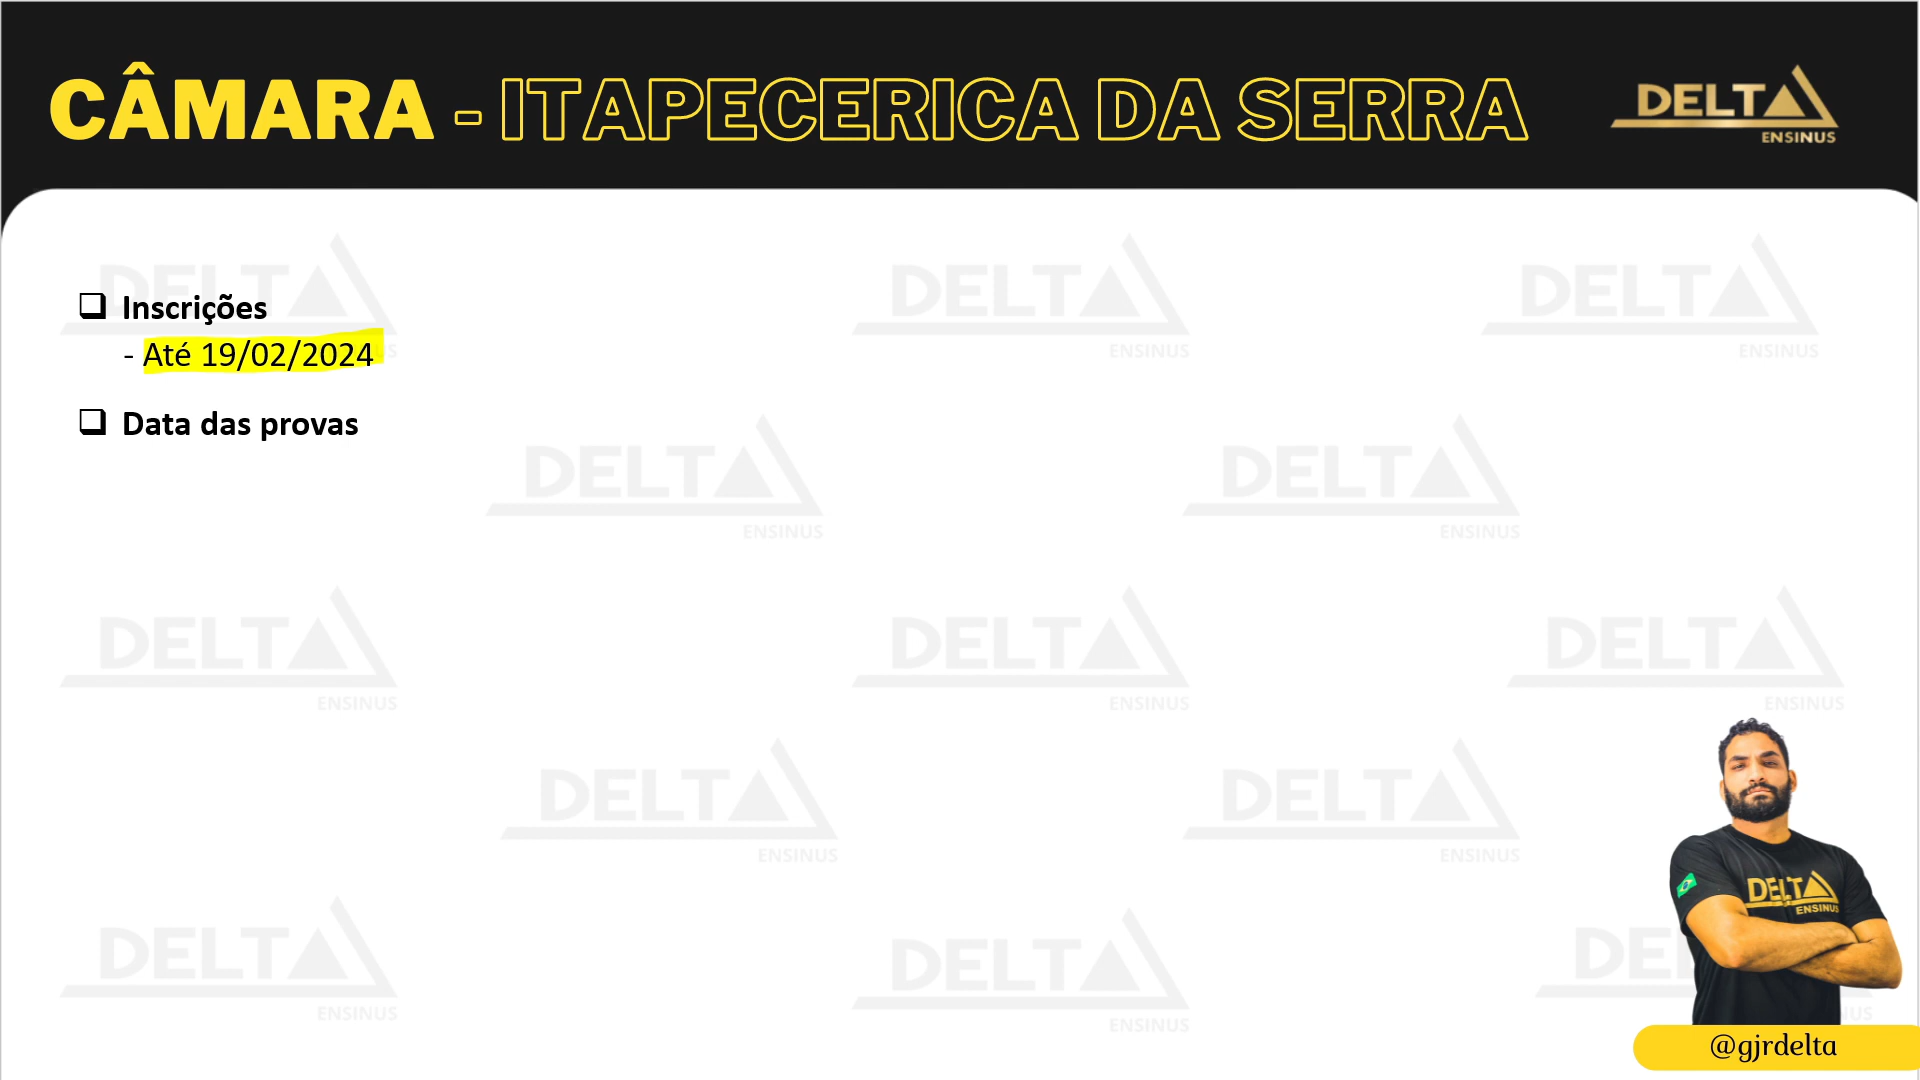 CÂMARA - ITAPECERICA DA SERRA
DELTA
ENSINUS
Inscrições
- Até 19/02/2024
Data das provas
DELTA
ENSINUS
@gjrdelta